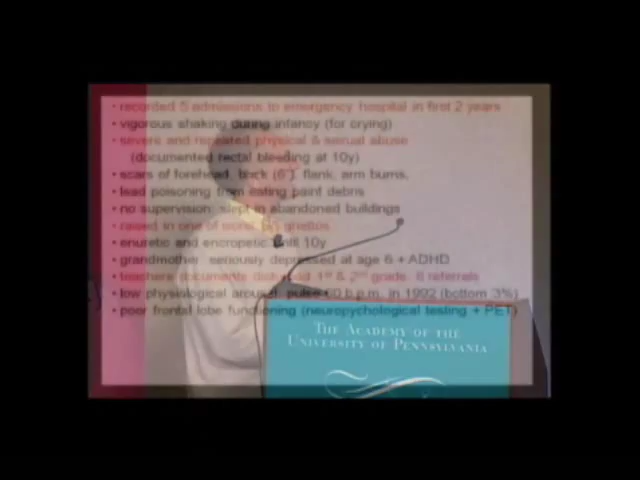 • recorded 5 admissions to emergency hospital in first 2 years
• vigorous shaking during infancy (for crying)
• severe and repeated physical & sexual abuse
(documented rectal bleeding at 10y)
• scars of forehead, back (6"), flank, arm burns,
• lead poisoning from eating paint debris
• no supervision; slept in abandoned buildings
• raised in one of worst ghettos
• enuretic and encropetic until 10y
• grandmother seriously depressed at age 6 + ADHD
• teachers documents disturbed 1st & 2nd grade. 6 referrals
• low physiological arousal, pulse 60 b.p.m. in 1992 (bottom 3%)
• poor frontal lobe functioning (neuropychological testing + PET)
THE ACADEMY OF THE
UNIVERSITY OF PENNSYLVANIA